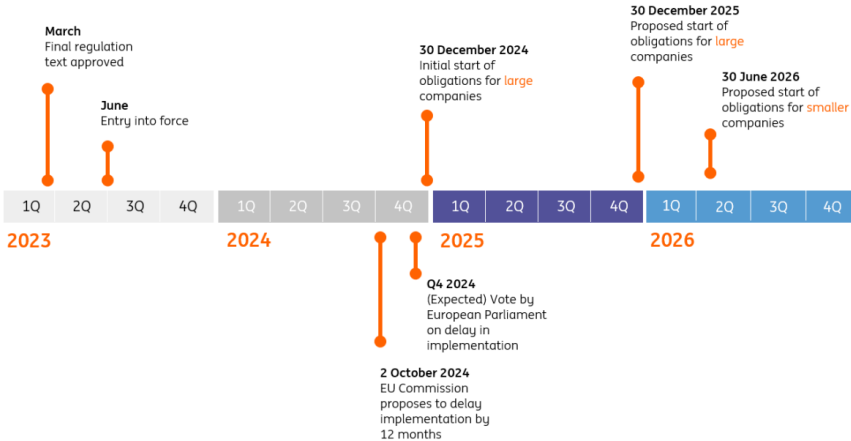 March
Final regulation
text approved
June
Entry into force
30 December 2024
Initial start of
obligations for large
companies
30 December 2025
Proposed start of
obligations for large
companies
30 June 2026
Proposed start of
obligations for smaller
companies
1Q 2Q 3Q 4Q 1Q 2Q 3Q 4Q 1Q 2Q 3Q 4Q 1Q 2Q 3Q 4Q
2023 2024 2025 2026
Q4 2024
(Expected) Vote by
European Parliament
on delay in
implementation
2 October 2024
EU Commission
proposes to delay
implementation by
12 months